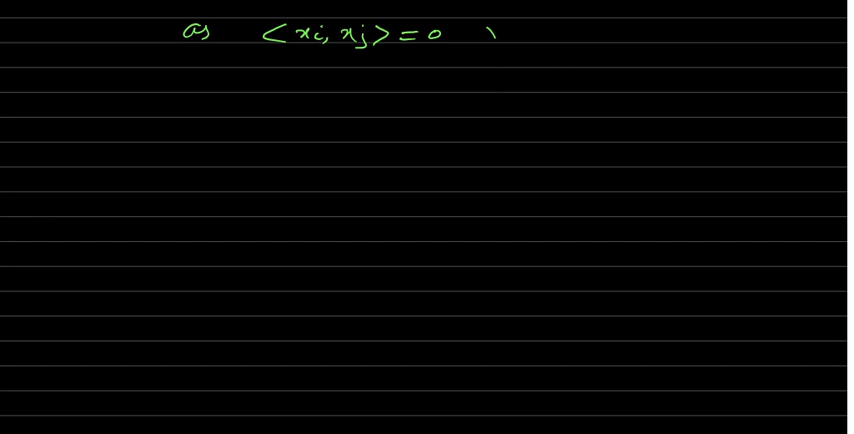 as <xi, xj> = 0